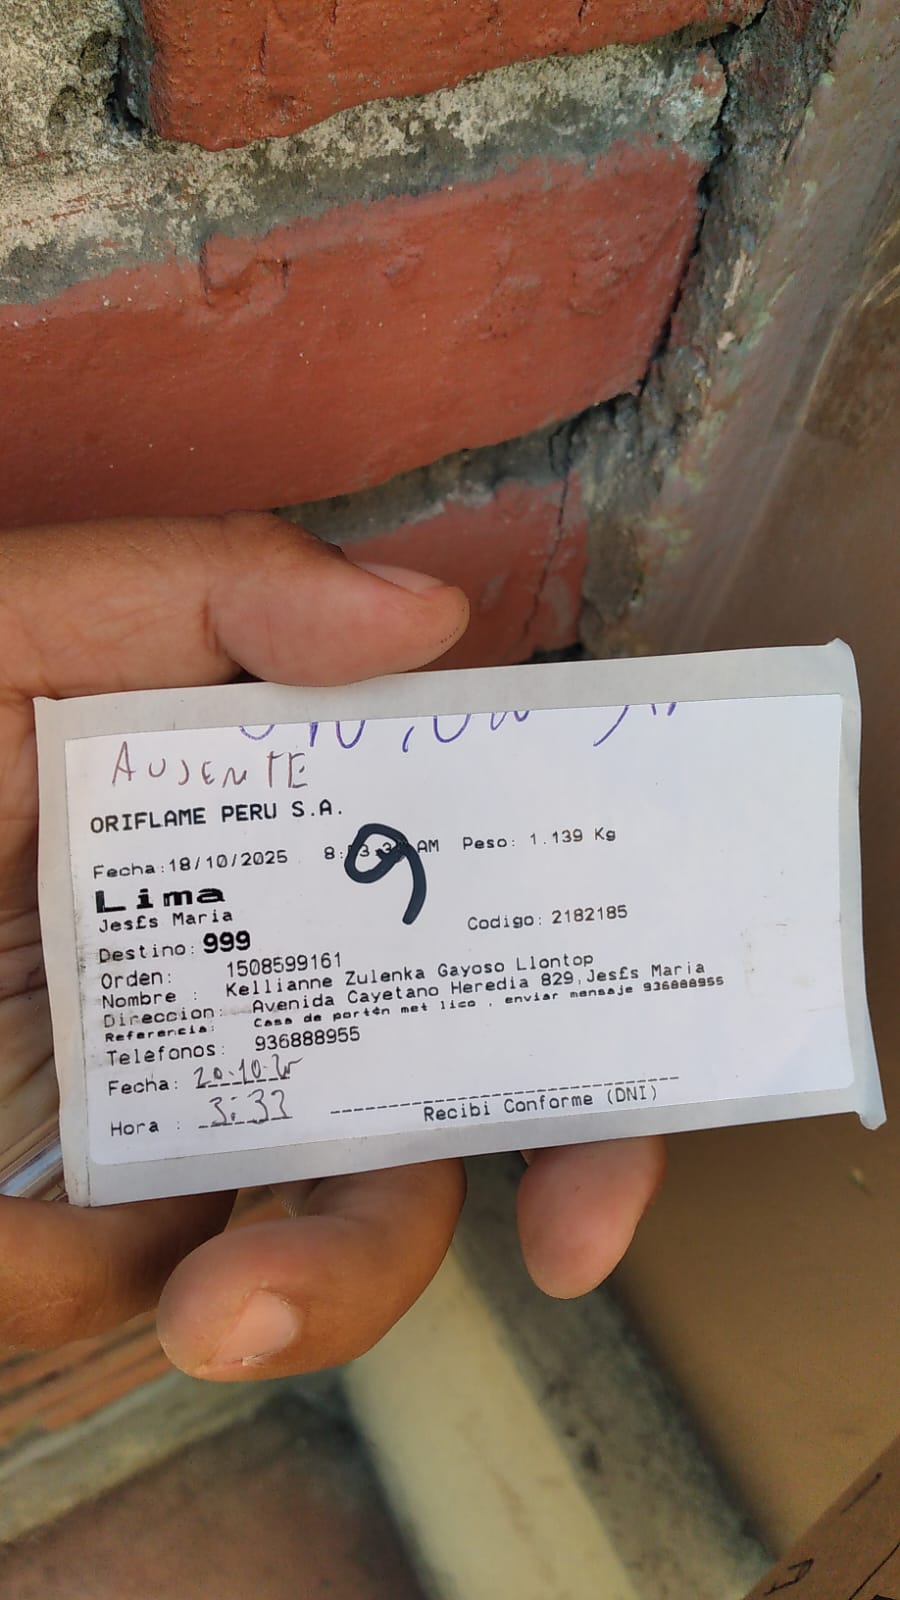 AUSENTE
ORIFLAME PERU S.A.
Fecha:18/10/2025 8: AM Peso: 1.139 Kg
9
Lima
Jes£s Maria
Destino: 999 Codigo: 2182185
Orden: 1508599161
Nombre : Kellianne Zulenka Gayoso Llontop
Direccion: Avenida Cayetano Heredia 829,Jes£s Maria
Referencia: Casa de port¢n met lico , enviar mensaje 936888955
Telefonos: 936888955
Fecha: 20.10.25
Hora : 3:33
Recibi Conforme (DNI)